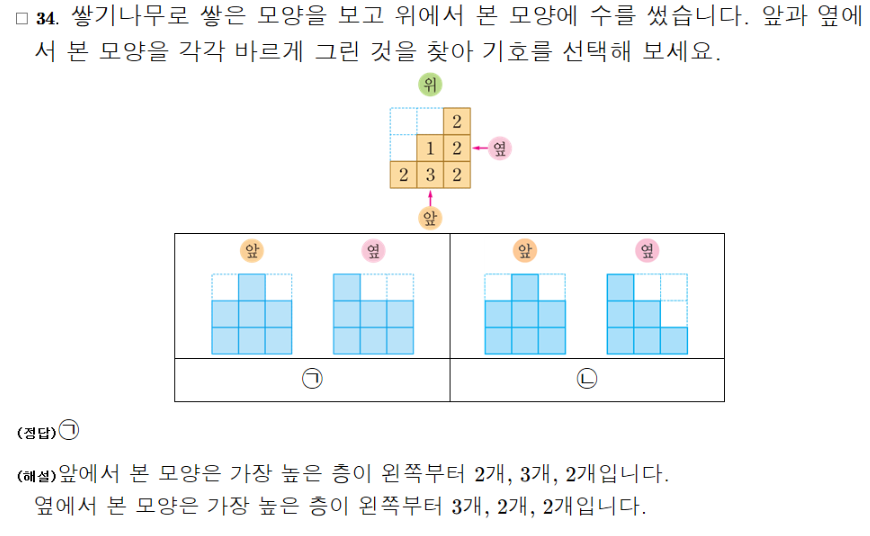 □ 34. 쌓기나무로 쌓은 모양을 보고 위에서 본 모양에 수를 썼습니다. 앞과 옆에
서 본 모양을 각각 바르게 그린 것을 찾아 기호를 선택해 보세요.
위
2
1 2 옆
2 3 2
앞
앞 옆 앞 옆
㉠ ㉡
(정답)㉠
(해설)앞에서 본 모양은 가장 높은 층이 왼쪽부터 2개, 3개, 2개입니다.
옆에서 본 모양은 가장 높은 층이 왼쪽부터 3개, 2개, 2개입니다.